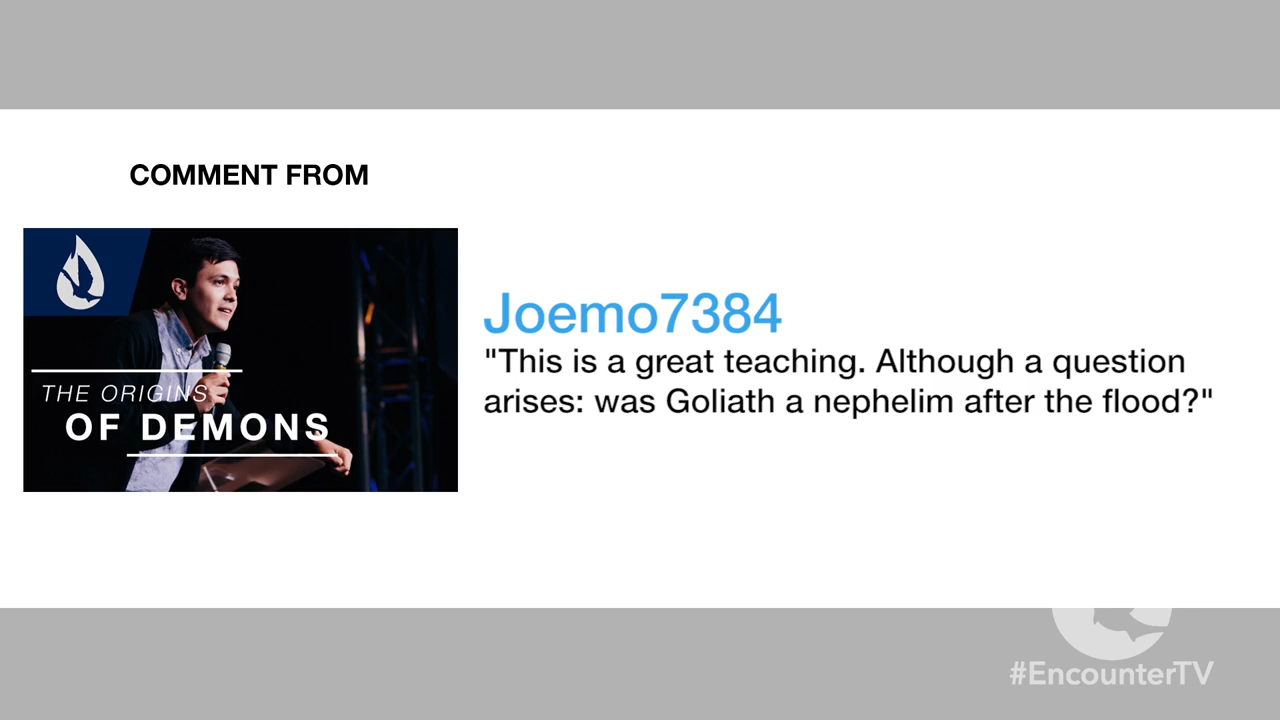 COMMENT FROM
THE ORIGINS
OF DEMONS
Joemo7384
"This is a great teaching. Although a question
arises: was Goliath a nephelim after the flood?"
#EncounterTV